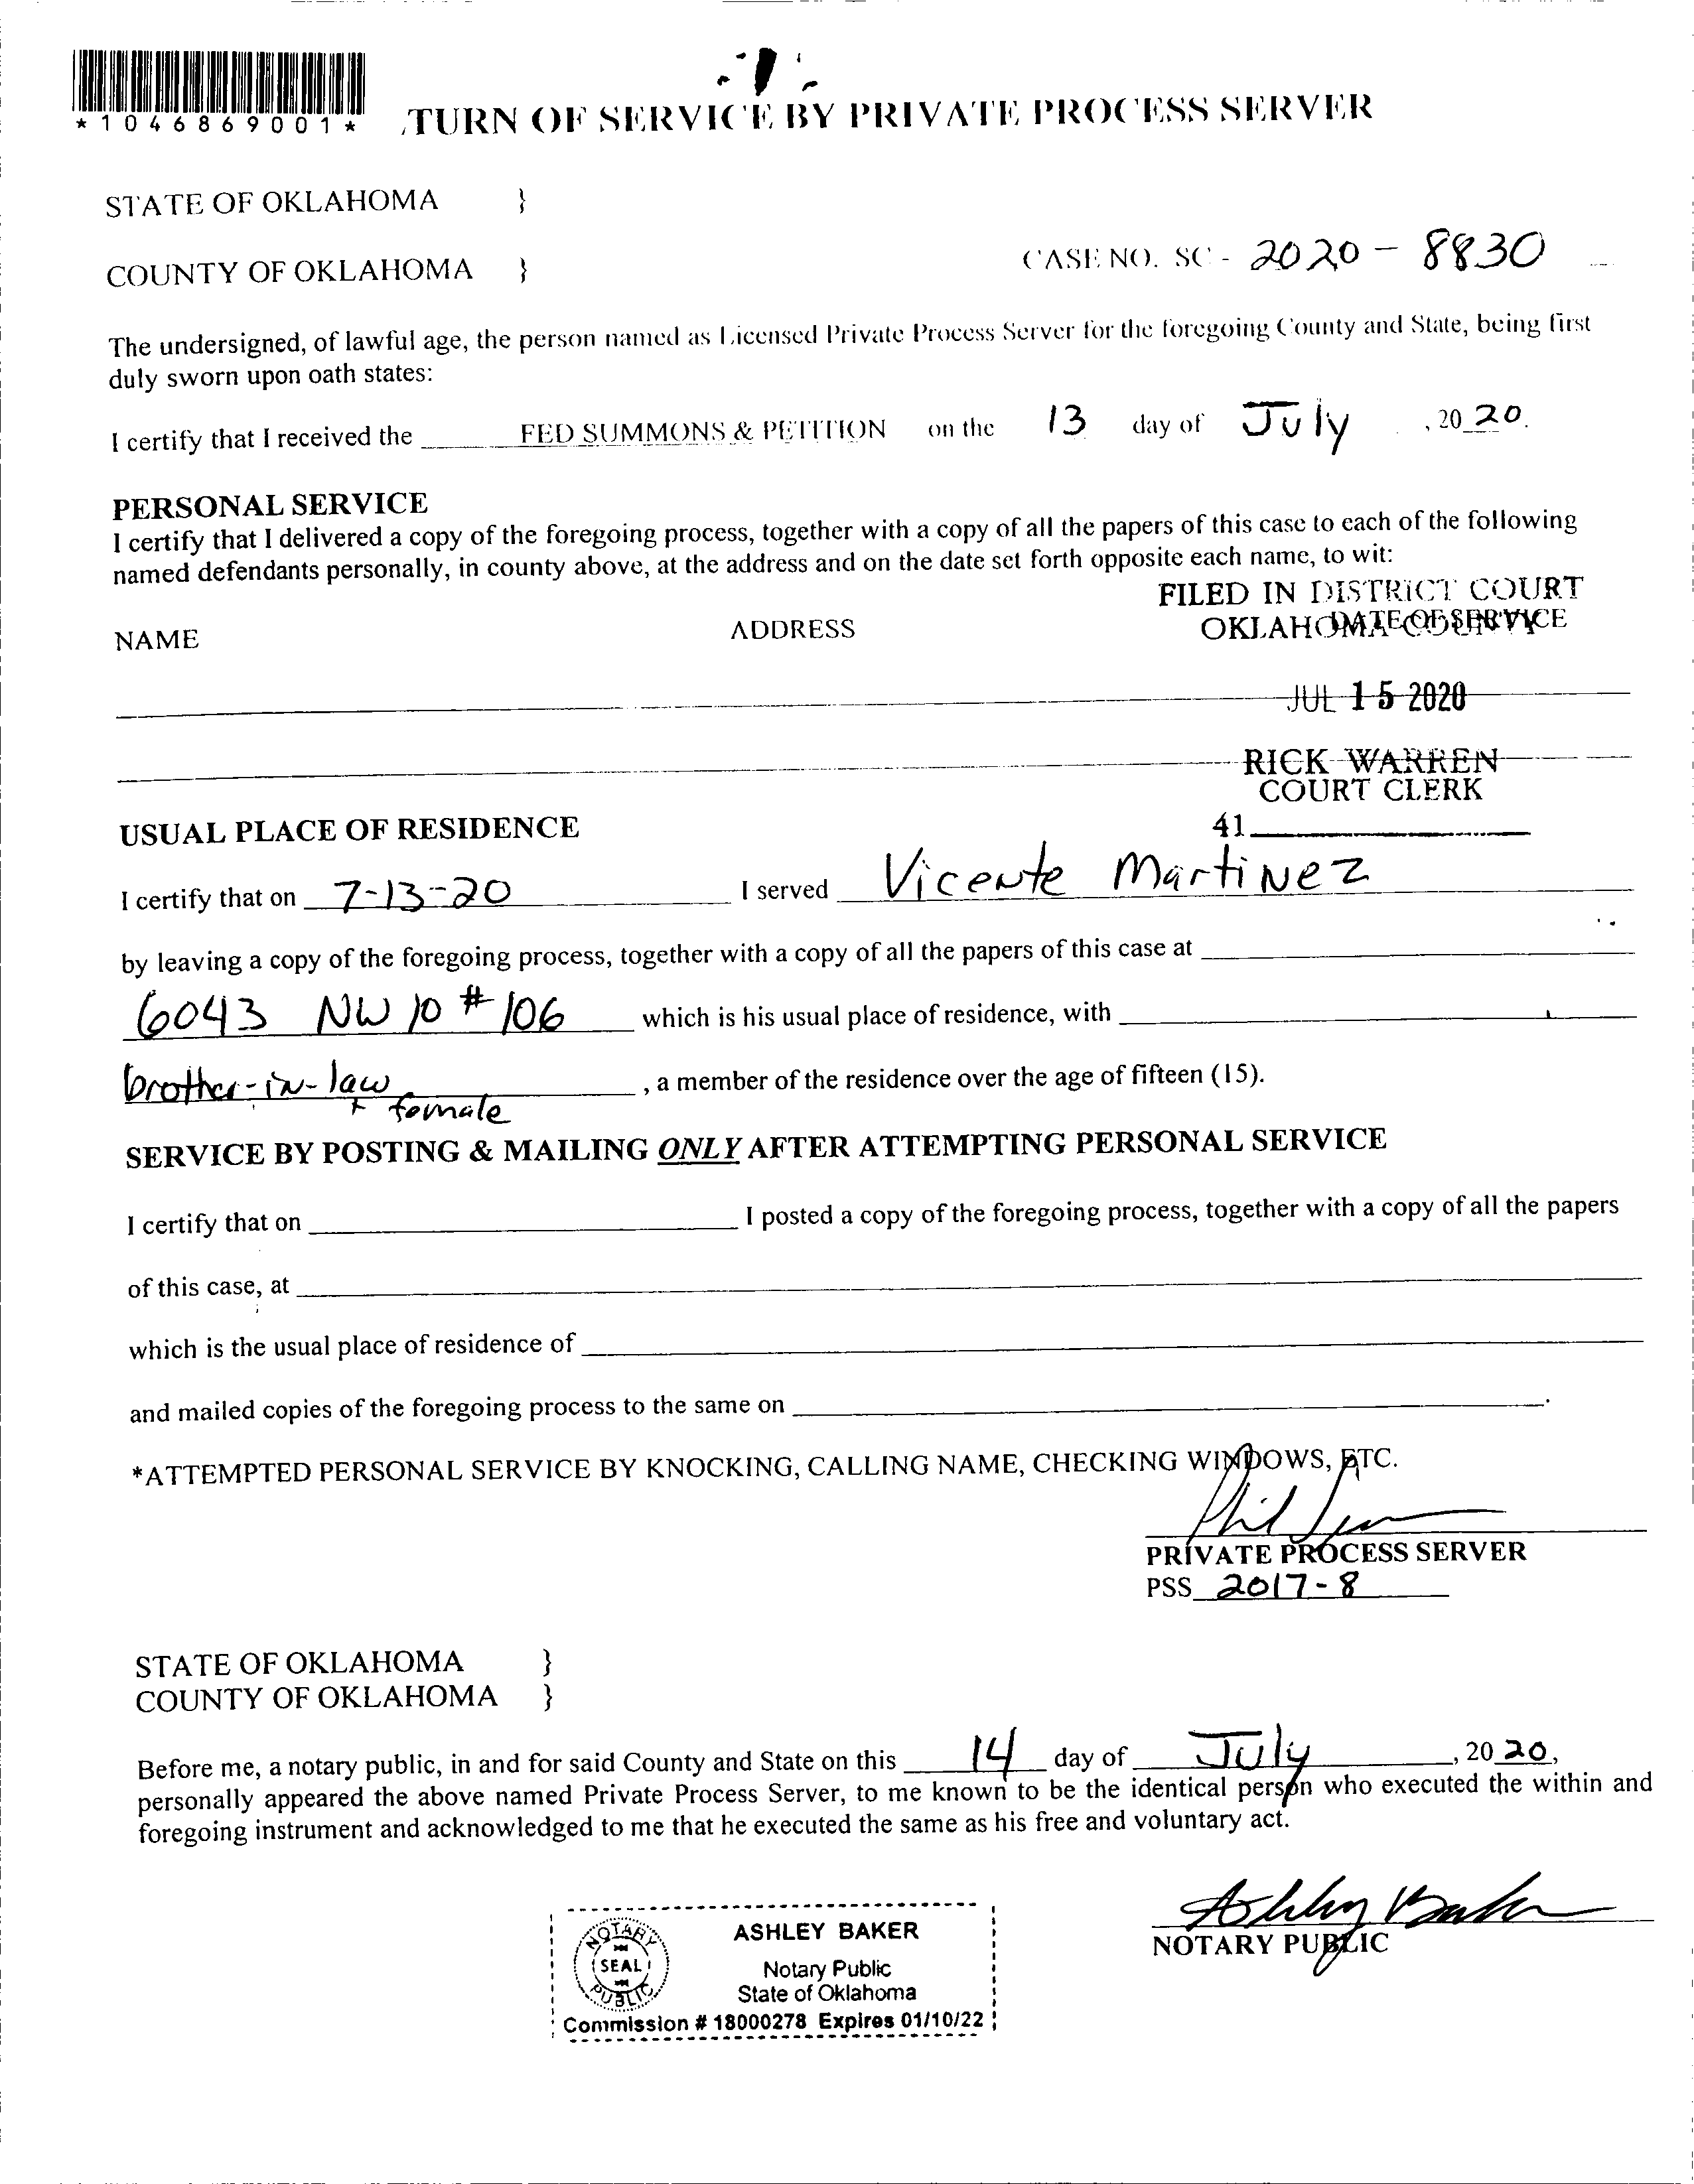 *1046869001*
TURN OF SERVICE BY PRIVATE PROCESS SERVER
STATE OF OKLAHOMA }
COUNTY OF OKLAHOMA } CASE NO. SC - 2020 - 8830
The undersigned, of lawful age, the person named as Licensed Private Process Server for the foregoing County and State, being first
duly sworn upon oath states:
I certify that I received the FED SUMMONS & PETITION on the 13 day of July, 20 20.
PERSONAL SERVICE
I certify that I delivered a copy of the foregoing process, together with a copy of all the papers of this case to each of the following
named defendants personally, in county above, at the address and on the date set forth opposite each name, to wit:
FILED IN DISTRICT COURT
OKLAHOMA COUNTY
NAME ADDRESS DATE OF SERVICE
JUL 15 2020
RICK WARREN
COURT CLERK
41
USUAL PLACE OF RESIDENCE
I certify that on 7-13-20 I served Vicente Martinez
by leaving a copy of the foregoing process, together with a copy of all the papers of this case at
6043 NW 10 # 106 which is his usual place of residence, with
brother-in-law, a member of the residence over the age of fifteen (15).
+ female
SERVICE BY POSTING & MAILING ONLY AFTER ATTEMPTING PERSONAL SERVICE
I certify that on I posted a copy of the foregoing process, together with a copy of all the papers
of this case, at
which is the usual place of residence of
and mailed copies of the foregoing process to the same on .
*ATTEMPTED PERSONAL SERVICE BY KNOCKING, CALLING NAME, CHECKING WINDOWS, ETC.
Phil
PRIVATE PROCESS SERVER
PSS 2017-8
STATE OF OKLAHOMA }
COUNTY OF OKLAHOMA }
Before me, a notary public, in and for said County and State on this 14 day of July, 20 20,
personally appeared the above named Private Process Server, to me known to be the identical person who executed the within and
foregoing instrument and acknowledged to me that he executed the same as his free and voluntary act.
Ashley Baker
NOTARY PUBLIC
NOTARY SEAL PUBLIC
ASHLEY BAKER
Notary Public
State of Oklahoma
Commission # 18000278 Expires 01/10/22